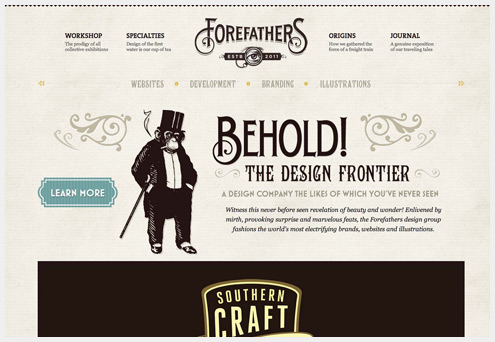 WORKSHOP
The prodigy of all
collective exhibitions
SPECIALTIES
Design of the first
water is our cup of tea
FOREFATHERS
ESTB 2011
ORIGINS
How we gathered the
force of a freight train
JOURNAL
A genuine exposition
of our traveling tales
WEBSITES DEVELOPMENT BRANDING ILLUSTRATIONS
BEHOLD!
THE DESIGN FRONTIER
A DESIGN COMPANY THE LIKES OF WHICH YOU'VE NEVER SEEN
LEARN MORE
Witness this never before seen revelation of beauty and wonder! Enlivened by
mirth, provoking surprise and marvelous feats, the Forefathers design group
fashions the world's most electrifying brands, websites and illustrations.
SOUTHERN
CRAFT